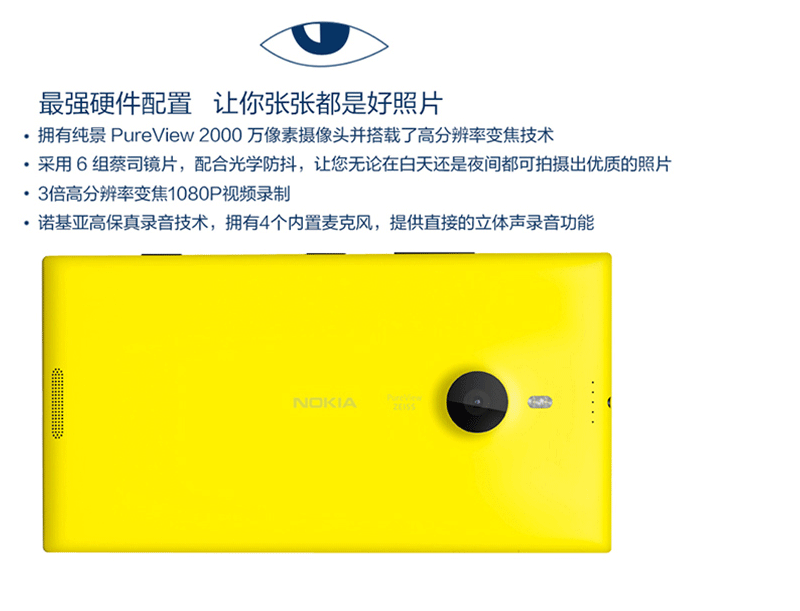 最强硬件配置 让你张张都是好照片
• 拥有纯景 PureView 2000 万像素摄像头并搭载了高分辨率变焦技术
• 采用 6 组蔡司镜片，配合光学防抖，让您无论在白天还是夜间都可拍摄出优质的照片
• 3倍高分辨率变焦1080P视频录制
• 诺基亚高保真录音技术，拥有4个内置麦克风，提供直接的立体声录音功能
NOKIA
PureView
ZEISS